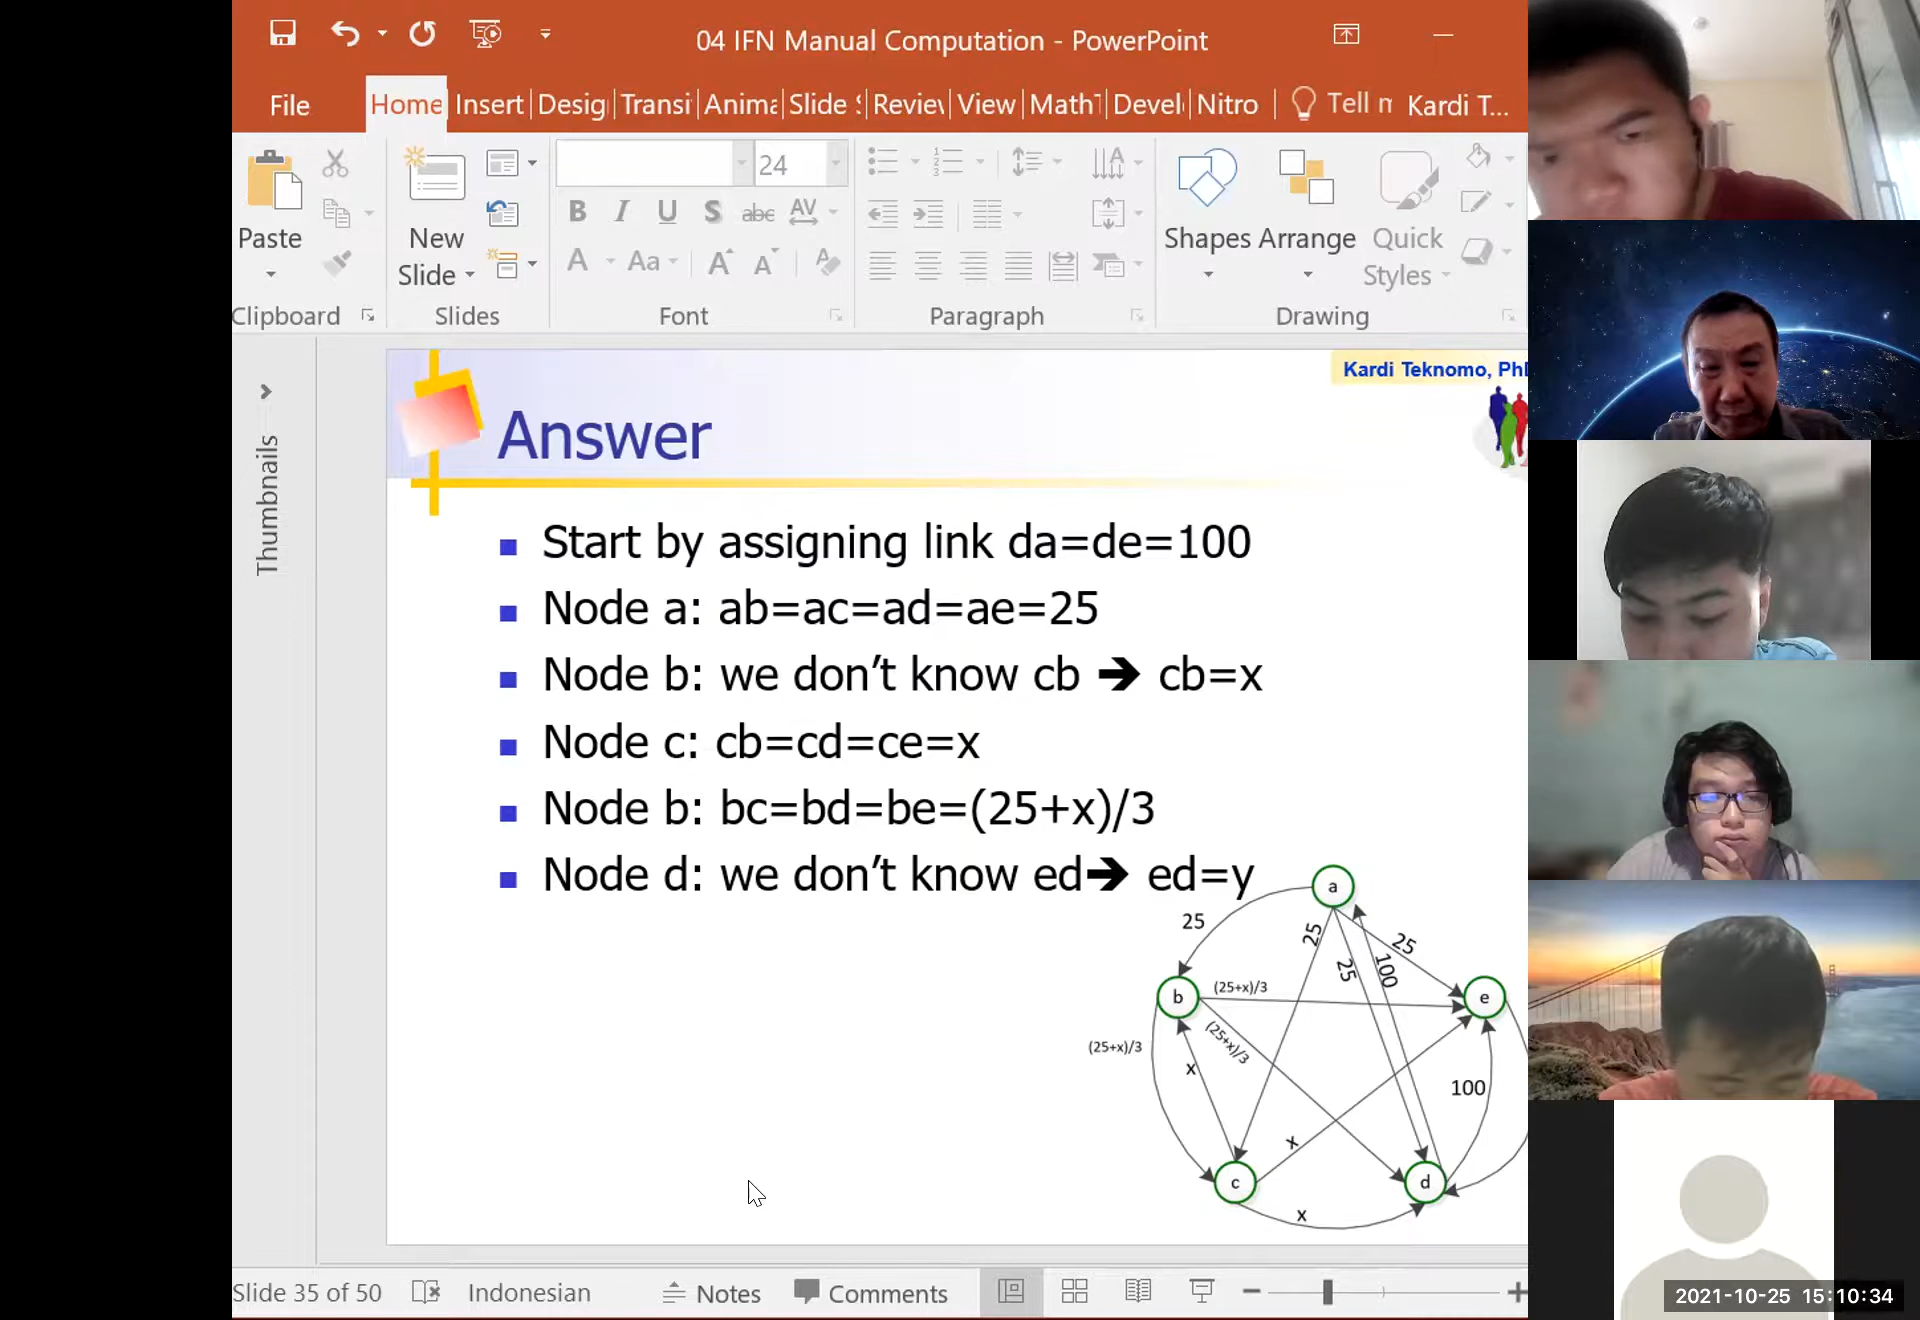 04 IFN Manual Computation - PowerPoint
File Home Insert Desig Transi Anima Slide S Review View MathT Devel Nitro Tell m Kardi T...
24
B I U S abc AV
A Aa A A
Paste
New
Slide
Shapes Arrange Quick
Styles
Clipboard Slides Font Paragraph Drawing
Thumbnails
Kardi Teknomo, Ph
Answer
Start by assigning link da=de=100
Node a: ab=ac=ad=ae=25
Node b: we don’t know cb ➔ cb=x
Node c: cb=cd=ce=x
Node b: bc=bd=be=(25+x)/3
Node d: we don’t know ed➔ ed=y
a
25
25
25
25
100
b
(25+x)/3
e
(25+x)/3
(25+x)/3
x
100
x
c
d
x
Slide 35 of 50 Indonesian Notes Comments
2021-10-25 15:10:34